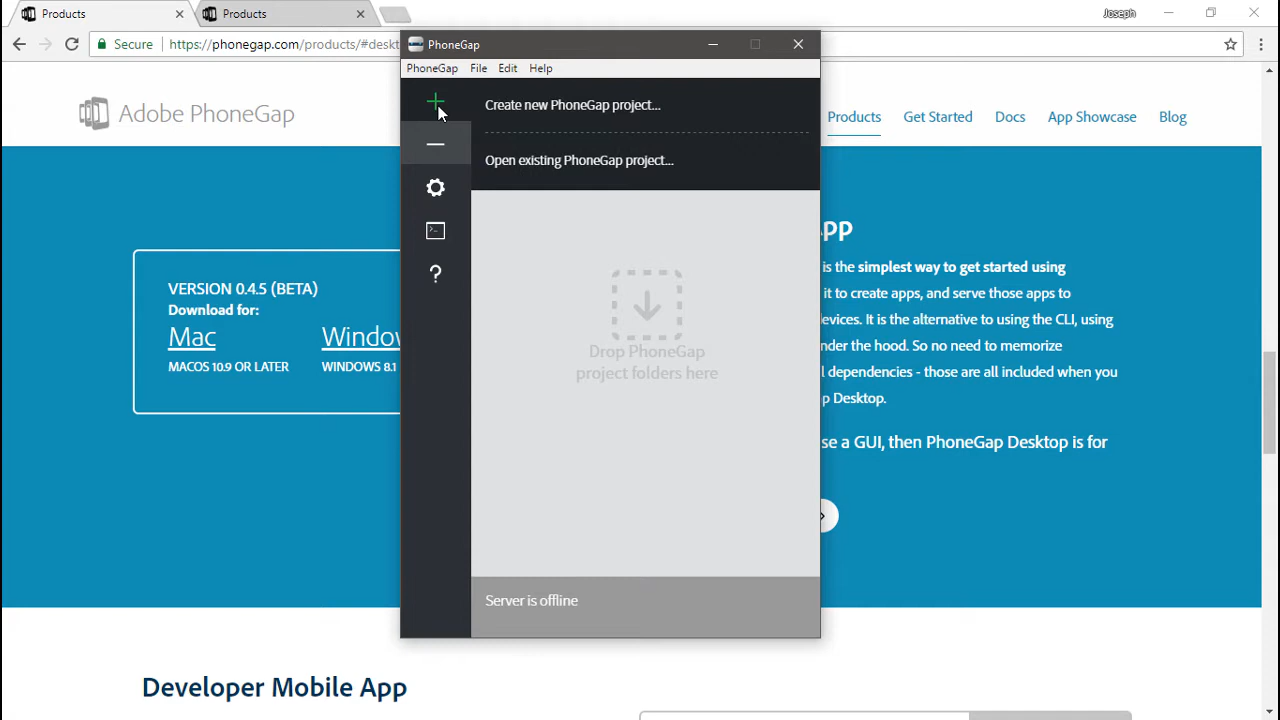 Products
Products
Joseph
Secure
https://phonegap.com/products/#deskt
PhoneGap
PhoneGap File Edit Help
Create new PhoneGap project...
Open existing PhoneGap project...
Drop PhoneGap
project folders here
Server is offline
Adobe PhoneGap
Products Get Started Docs App Showcase Blog
VERSION 0.4.5 (BETA)
Download for:
Mac
MACOS 10.9 OR LATER
Window
WINDOWS 8.1
APP
is the simplest way to get started using
it to create apps, and serve those apps to
evices. It is the alternative to using the CLI, using
nder the hood. So no need to memorize
l dependencies - those are all included when you
p Desktop.
se a GUI, then PhoneGap Desktop is for
Developer Mobile App